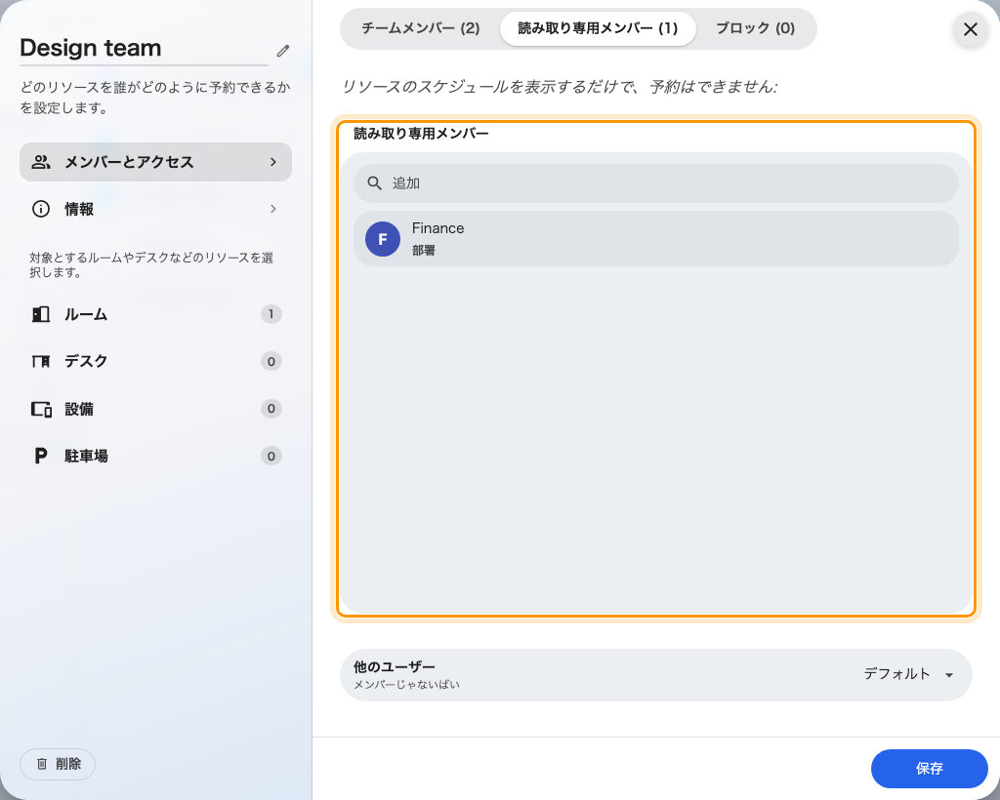 Design team
どのリソースを誰がどのように予約できるか
を設定します。
メンバーとアクセス
情報
対象とするルームやデスクなどのリソースを選
択します。
ルーム
1
デスク
0
設備
0
駐車場
0
削除
チームメンバー (2)
読み取り専用メンバー (1)
ブロック (0)
リソースのスケジュールを表示するだけで、予約はできません:
読み取り専用メンバー
追加
F
Finance
部署
他のユーザー
メンバーじゃないばい
デフォルト
保存